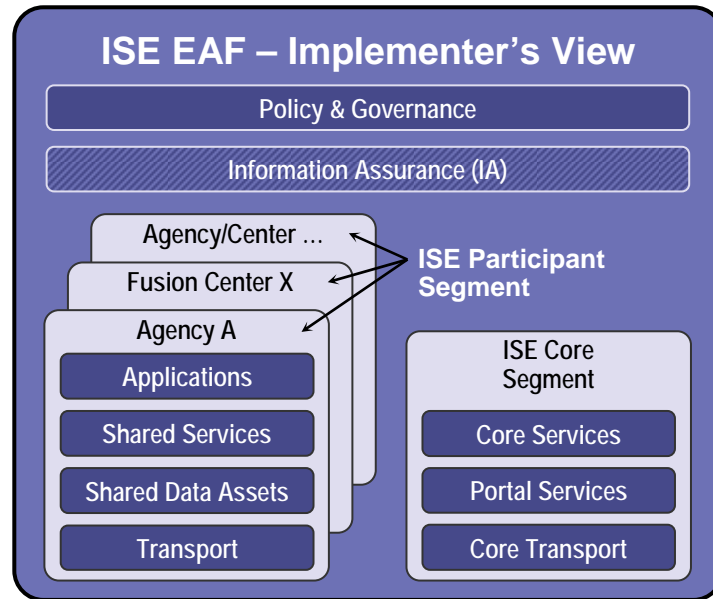 ISE EAF – Implementer's View
Policy & Governance
Information Assurance (IA)
Agency/Center ...
Fusion Center X
Agency A
Applications
Shared Services
Shared Data Assets
Transport
ISE Participant
Segment
ISE Core
Segment
Core Services
Portal Services
Core Transport